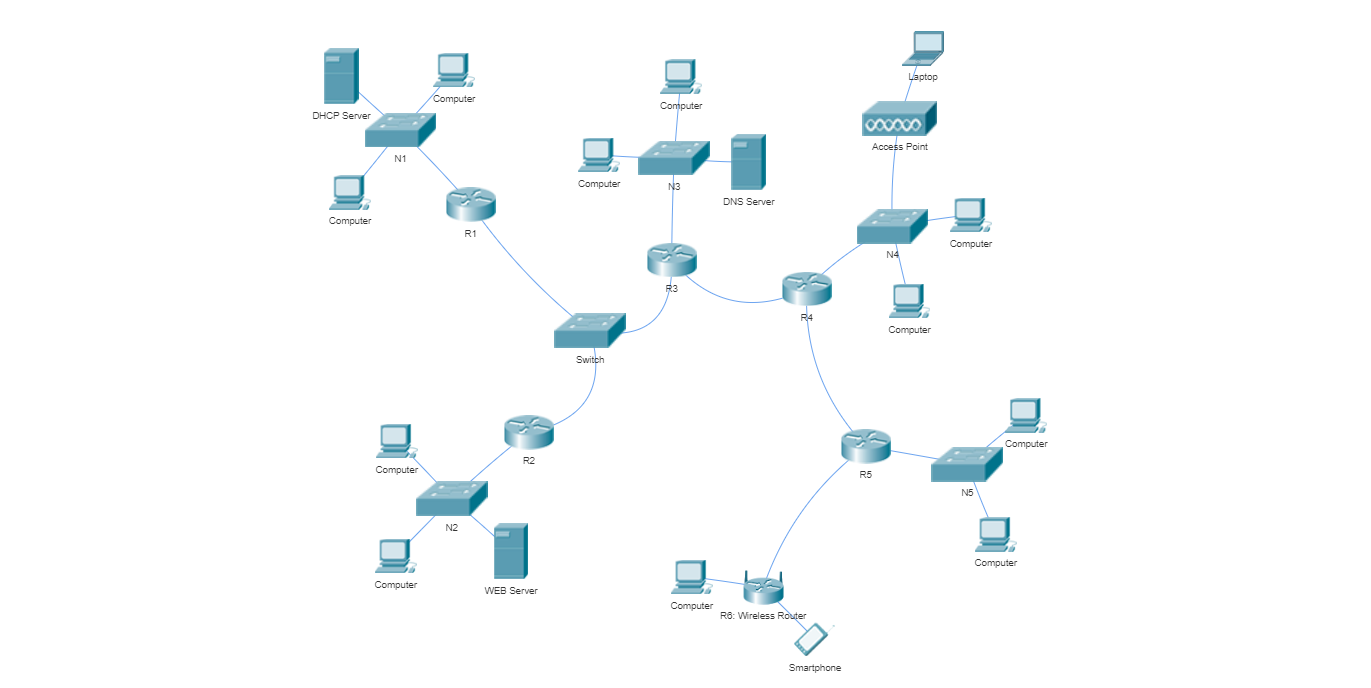 Laptop
Computer
Computer
DHCP Server
Access Point
N1
Computer
N3
DNS Server
Computer
R1
Computer
N4
R3
R4
Computer
Switch
Computer
R2
Computer
R5
N5
N2
Computer
Computer
WEB Server
Computer
R6: Wireless Router
Smartphone